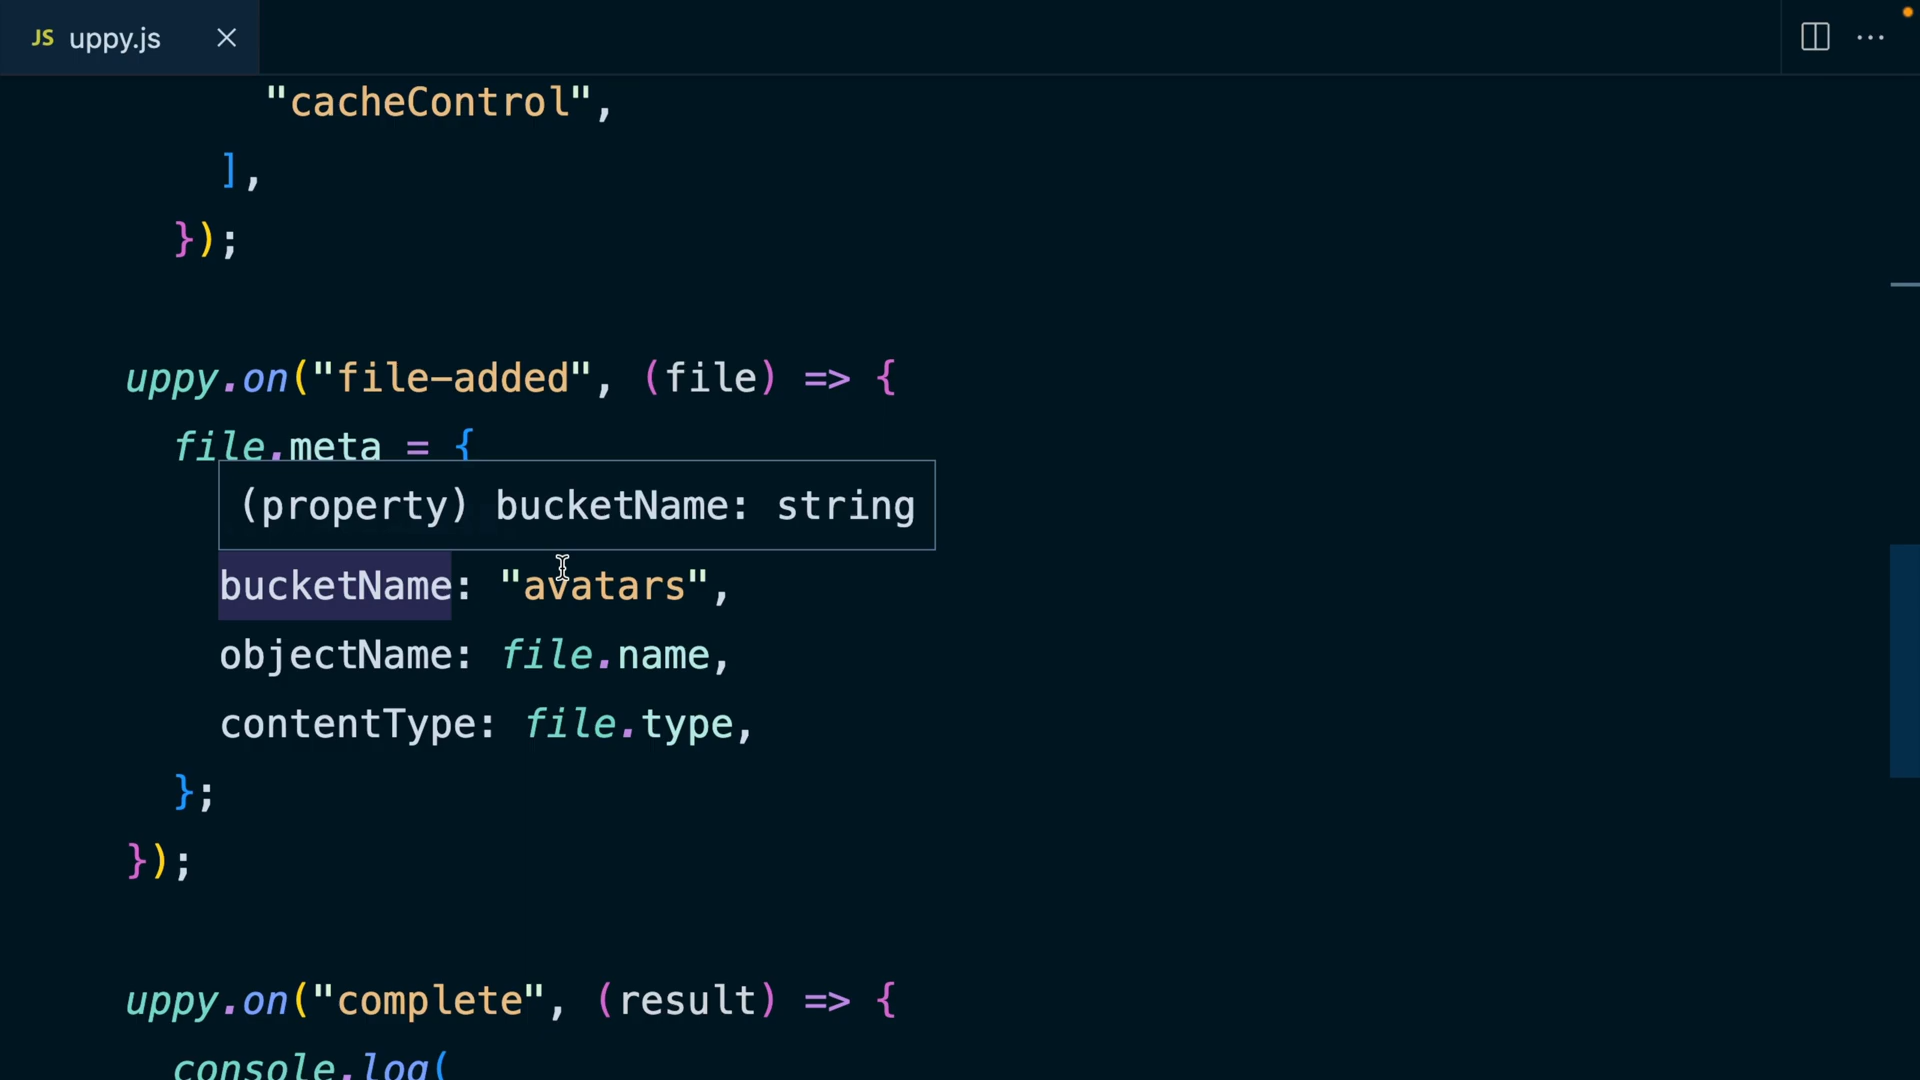 JS uppy.js
"cacheControl",
],
});
uppy.on("file-added", (file) => {
file.meta = {
(property) bucketName: string
bucketName: "avatars",
objectName: file.name,
contentType: file.type,
};
});
uppy.on("complete", (result) => {
console.log(